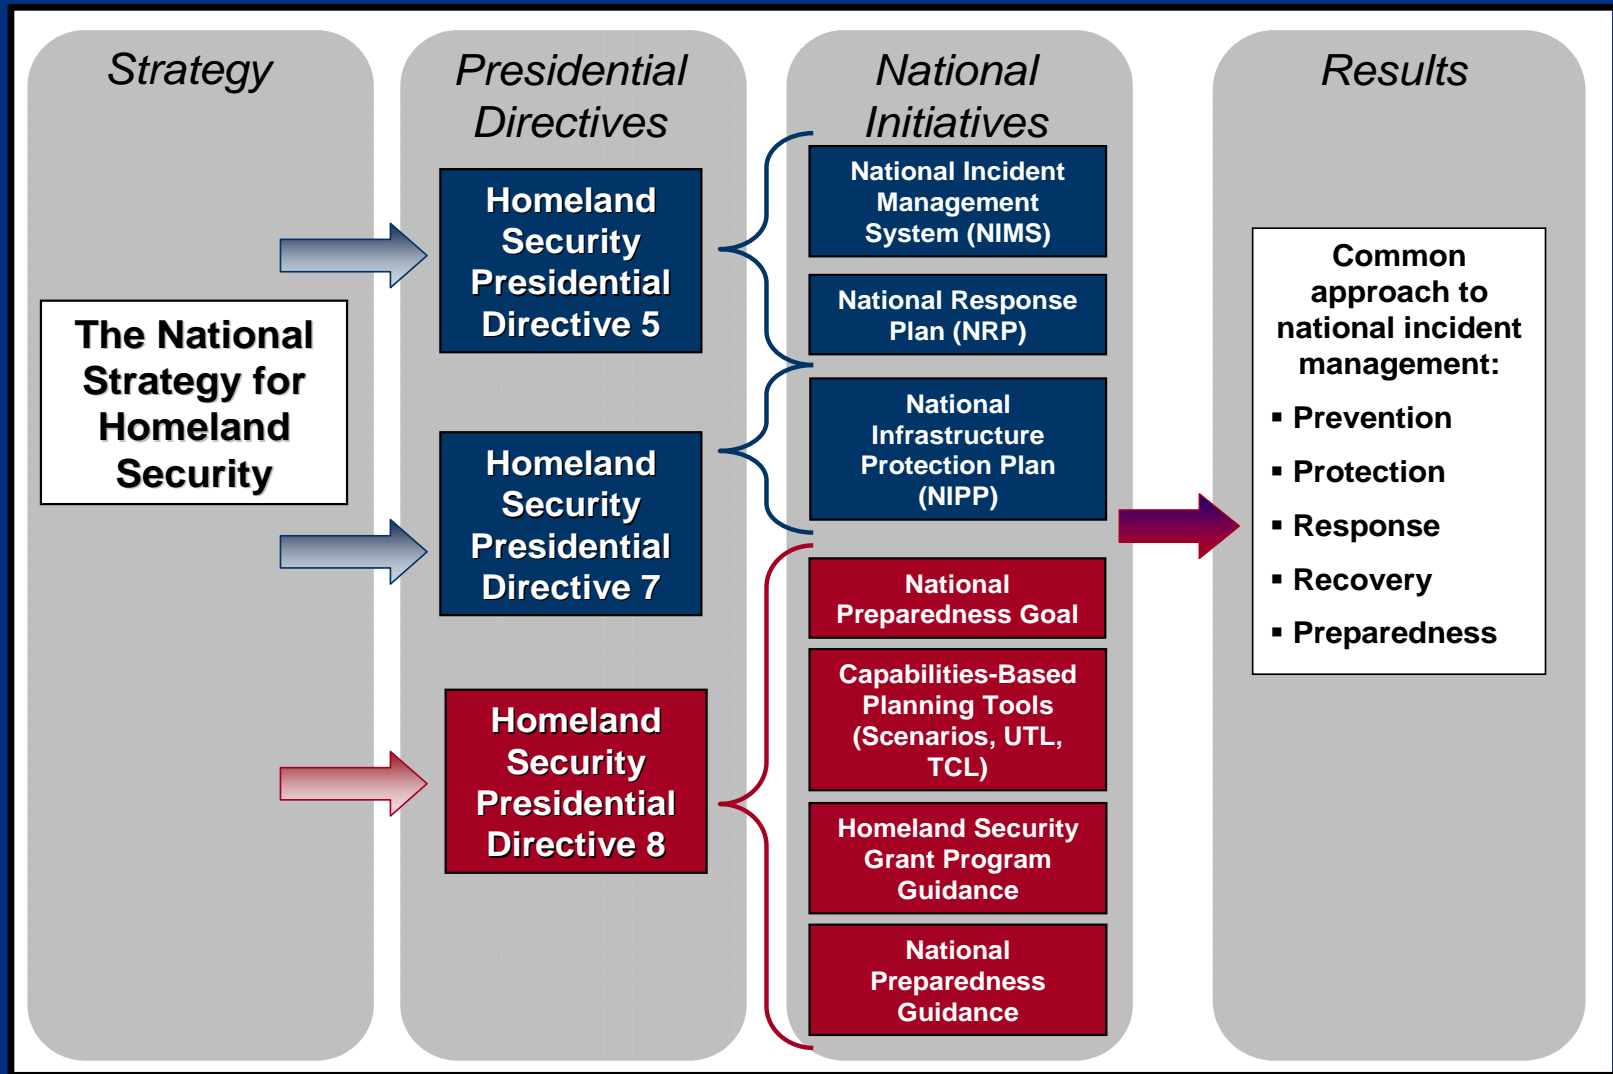 Strategy
The National
Strategy for
Homeland
Security
Presidential
Directives
Homeland
Security
Presidential
Directive 5
Homeland
Security
Presidential
Directive 7
Homeland
Security
Presidential
Directive 8
National
Initiatives
National Incident
Management
System (NIMS)
National Response
Plan (NRP)
National
Infrastructure
Protection Plan
(NIPP)
National
Preparedness Goal
Capabilities-Based
Planning Tools
(Scenarios, UTL,
TCL)
Homeland Security
Grant Program
Guidance
National
Preparedness
Guidance
Results
Common
approach to
national incident
management:
▪ Prevention
▪ Protection
▪ Response
▪ Recovery
▪ Preparedness